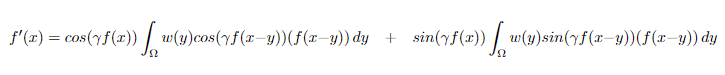 f′(x) = cos(γf(x)) ∫_Ω w(y)cos(γf(x−y))(f(x−y)) dy + sin(γf(x)) ∫_Ω w(y)sin(γf(x−y))(f(x−y)) dy